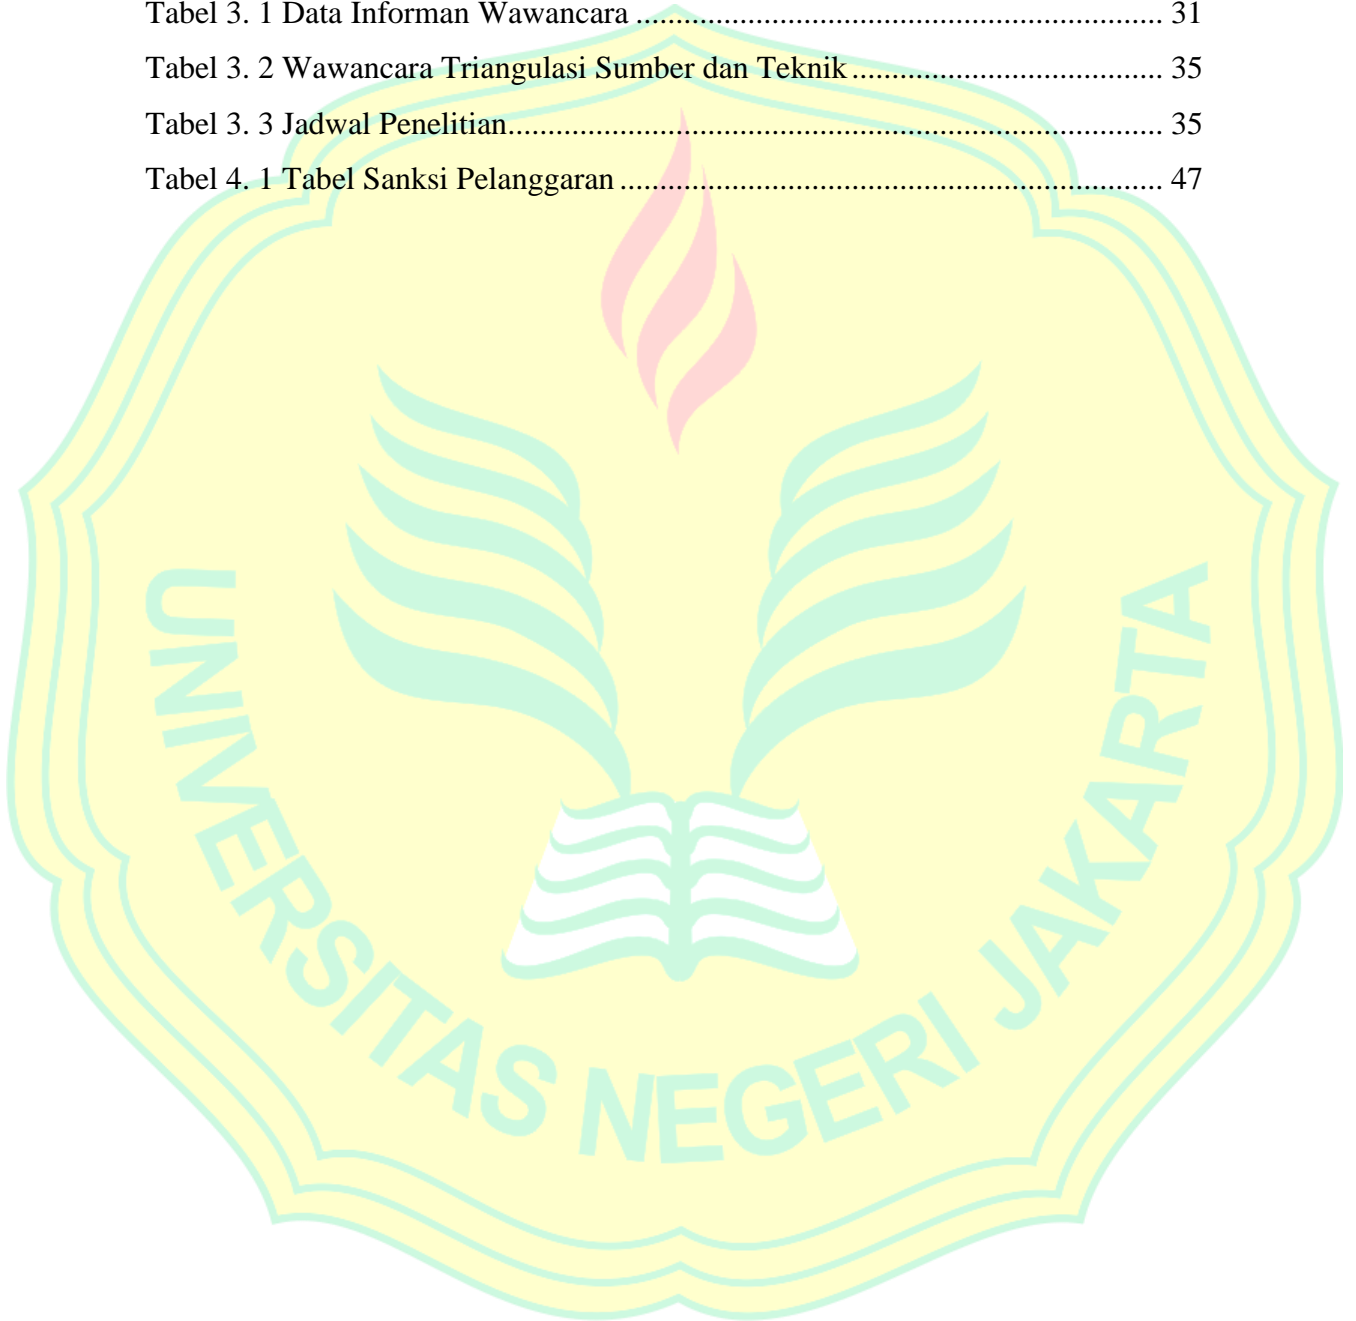 Tabel 3. 1 Data Informan Wawancara ................................................................. 31
Tabel 3. 2 Wawancara Triangulasi Sumber dan Teknik ...................................... 35
Tabel 3. 3 Jadwal Penelitian................................................................................. 35
Tabel 4. 1 Tabel Sanksi Pelanggaran ................................................................... 47
UNIVERSITAS NEGERI JAKARTA